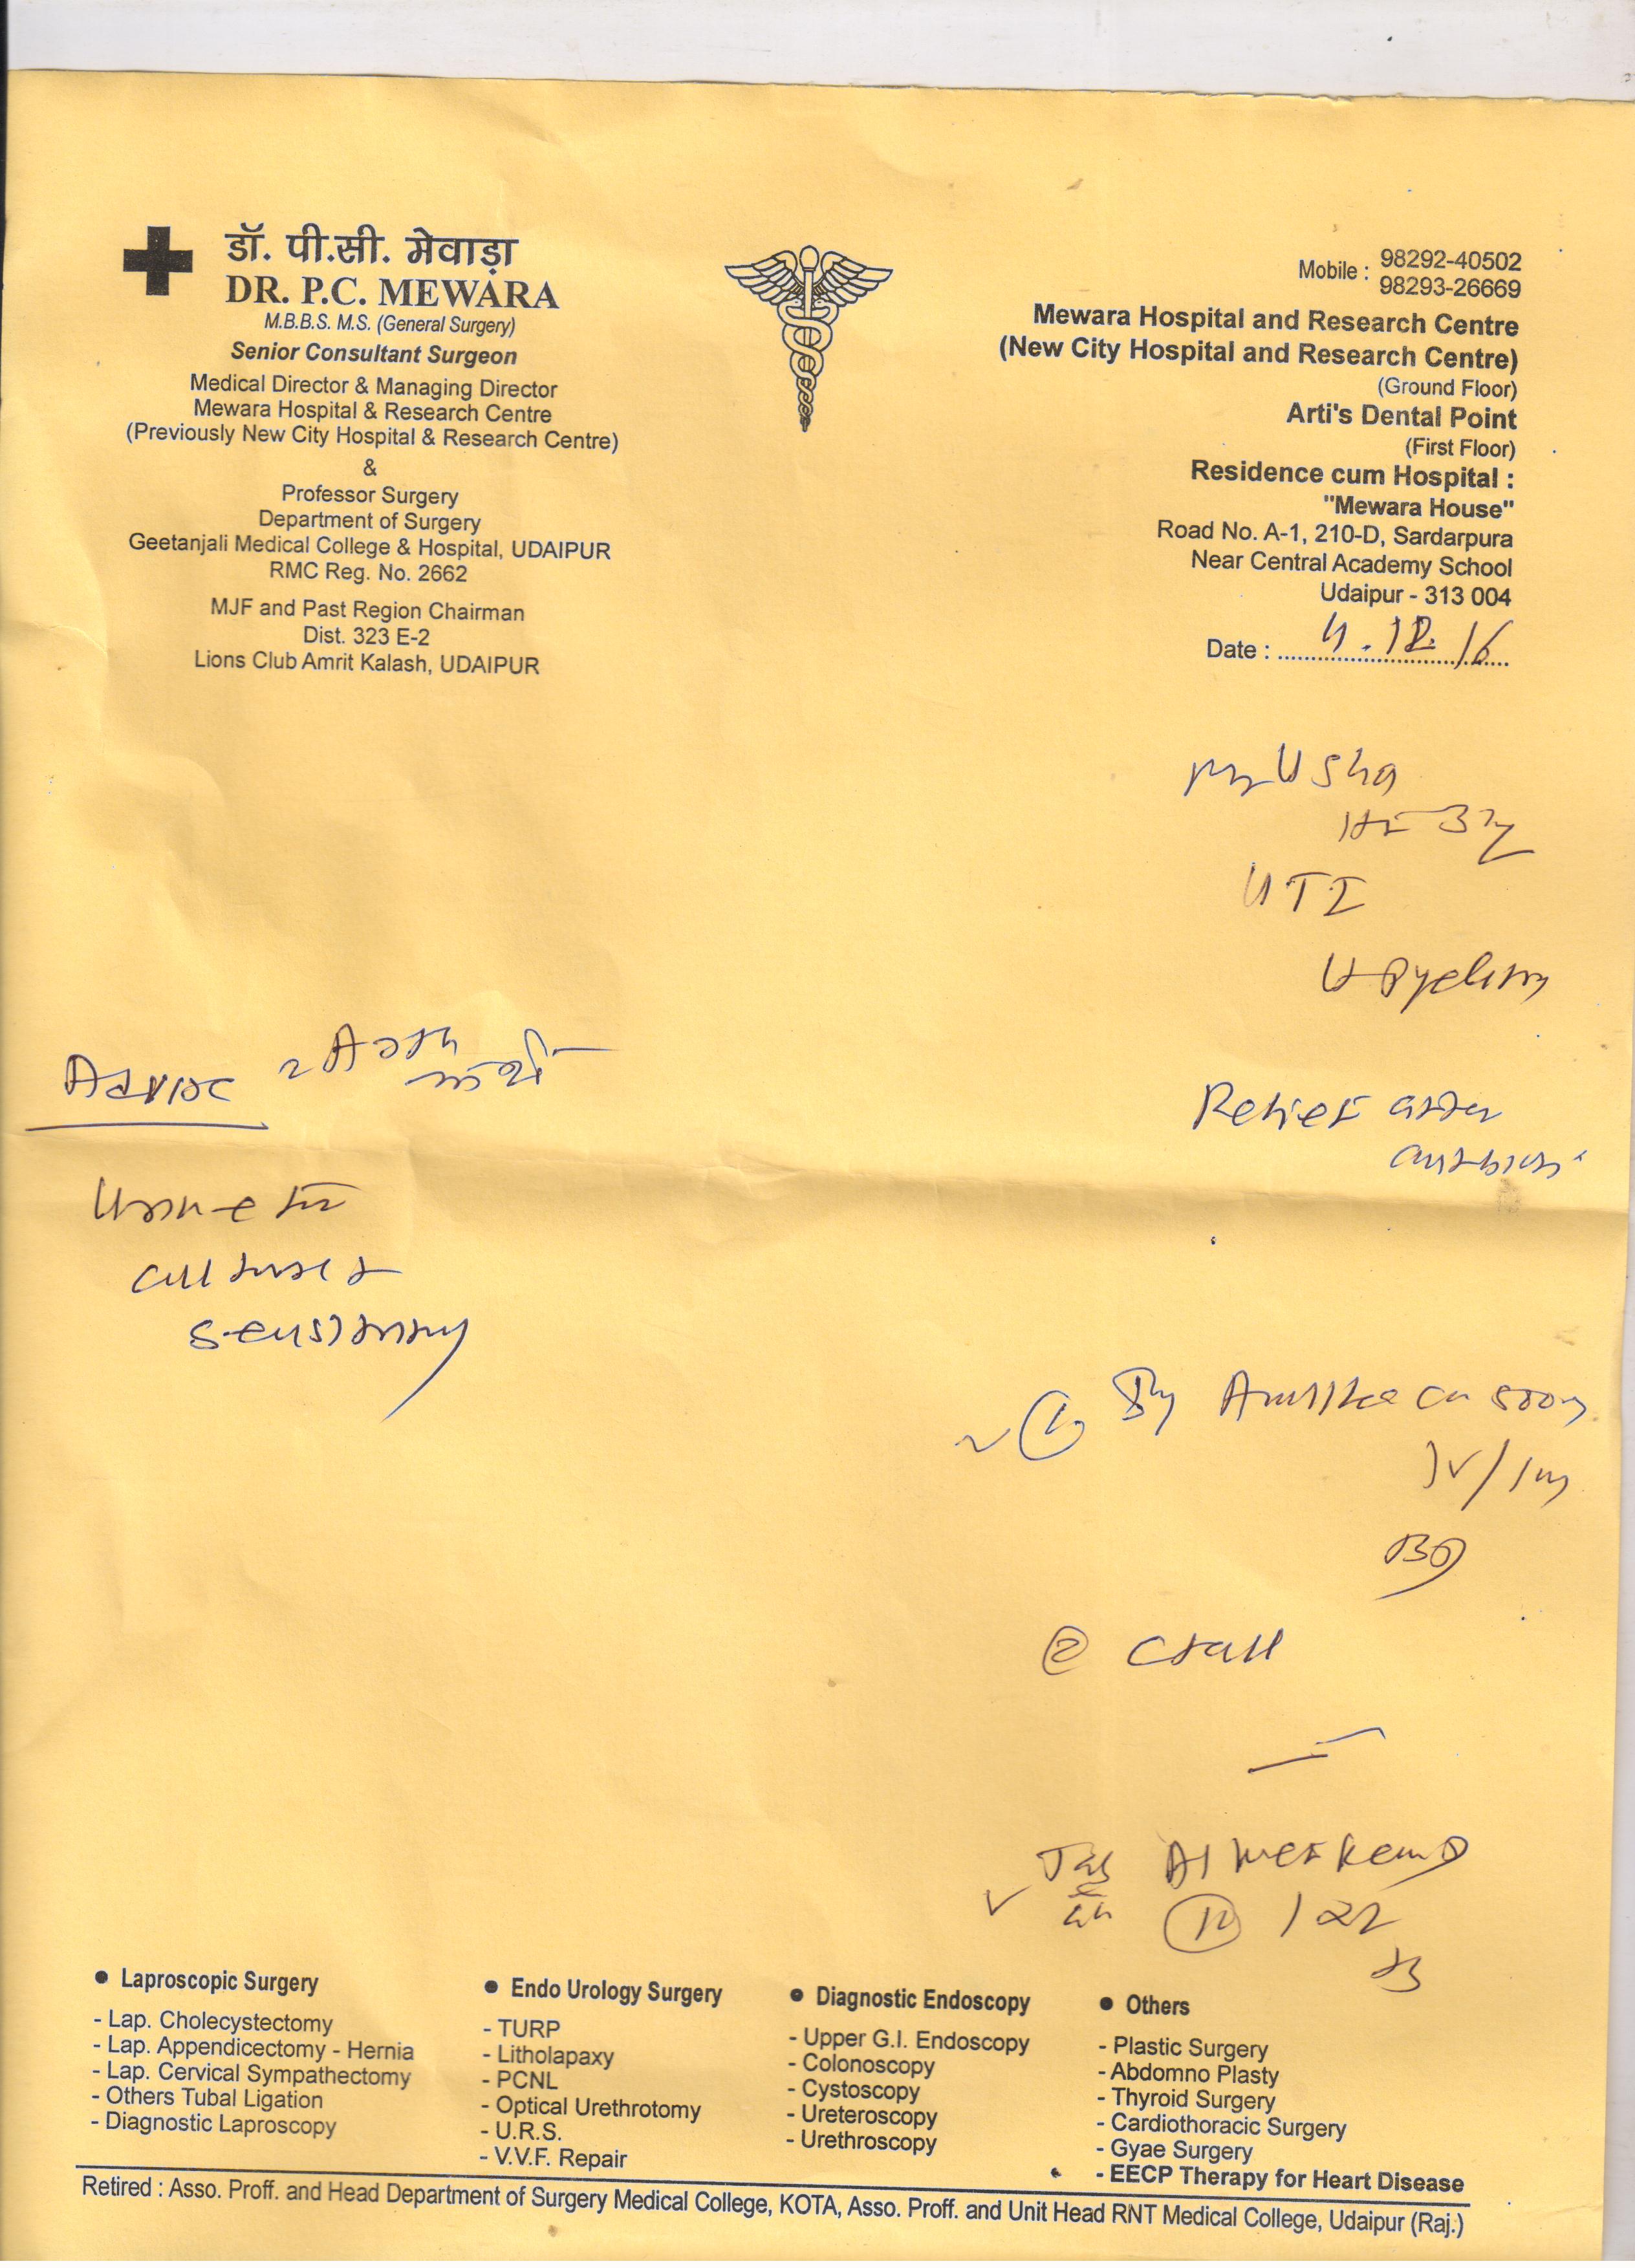 डॉ. पी.सी. मेवाड़ा
DR. P.C. MEWARA
M.B.B.S. M.S. (General Surgery)
Senior Consultant Surgeon
Medical Director & Managing Director
Mewara Hospital & Research Centre
(Previously New City Hospital & Research Centre)
&
Professor Surgery
Department of Surgery
Geetanjali Medical College & Hospital, UDAIPUR
RMC Reg. No. 2662
MJF and Past Region Chairman
Dist. 323 E-2
Lions Club Amrit Kalash, UDAIPUR
Mobile : 98292-40502
98293-26669
Mewara Hospital and Research Centre
(New City Hospital and Research Centre)
(Ground Floor)
Arti's Dental Point
(First Floor)
Residence cum Hospital :
"Mewara House"
Road No. A-1, 210-D, Sardarpura
Near Central Academy School
Udaipur - 313 004
Date : 4.12.16
Usha
UTI
Advice
Relief after
Urine
culture &
sensitivity
1
500mg
IV/Im
BD
2
● Laproscopic Surgery
- Lap. Cholecystectomy
- Lap. Appendicectomy - Hernia
- Lap. Cervical Sympathectomy
- Others Tubal Ligation
- Diagnostic Laproscopy
● Endo Urology Surgery
- TURP
- Litholapaxy
- PCNL
- Optical Urethrotomy
- U.R.S.
- V.V.F. Repair
● Diagnostic Endoscopy
- Upper G.I. Endoscopy
- Colonoscopy
- Cystoscopy
- Ureteroscopy
- Urethroscopy
● Others
- Plastic Surgery
- Abdomno Plasty
- Thyroid Surgery
- Cardiothoracic Surgery
- Gyae Surgery
- EECP Therapy for Heart Disease
Retired : Asso. Proff. and Head Department of Surgery Medical College, KOTA, Asso. Proff. and Unit Head RNT Medical College, Udaipur (Raj.)